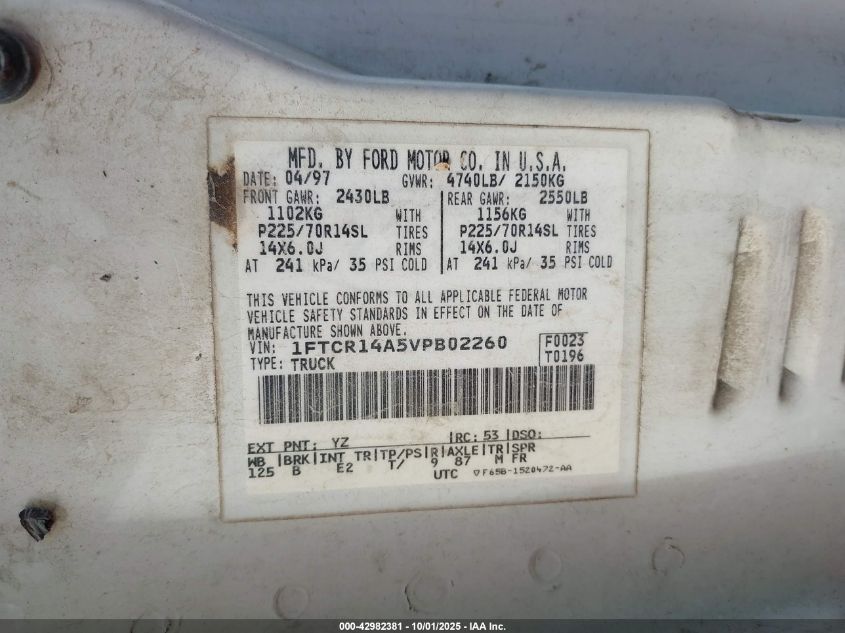 MFD. BY FORD MOTOR CO. IN U.S.A.
DATE: 04/97 GVWR: 4740LB/ 2150KG
FRONT GAWR: 2430LB REAR GAWR: 2550LB
1102KG WITH 1156KG WITH
P225/70R14SL TIRES P225/70R14SL TIRES
14X6.0J RIMS 14X6.0J RIMS
AT 241 kPa/ 35 PSI COLD AT 241 kPa/ 35 PSI COLD
THIS VEHICLE CONFORMS TO ALL APPLICABLE FEDERAL MOTOR
VEHICLE SAFETY STANDARDS IN EFFECT ON THE DATE OF
MANUFACTURE SHOWN ABOVE.
VIN: 1FTCR14A5VPB02260 F0023
TYPE: TRUCK T0196
EXT PNT: YZ RC: 53 DSO:
WB BRK INT TR TP/PS R AXLE TR SPR
125 B E2 T/ 9 87 M FR
UTC ▽F65B-1520472-AA
000-42982381 - 10/01/2025 - IAA Inc.